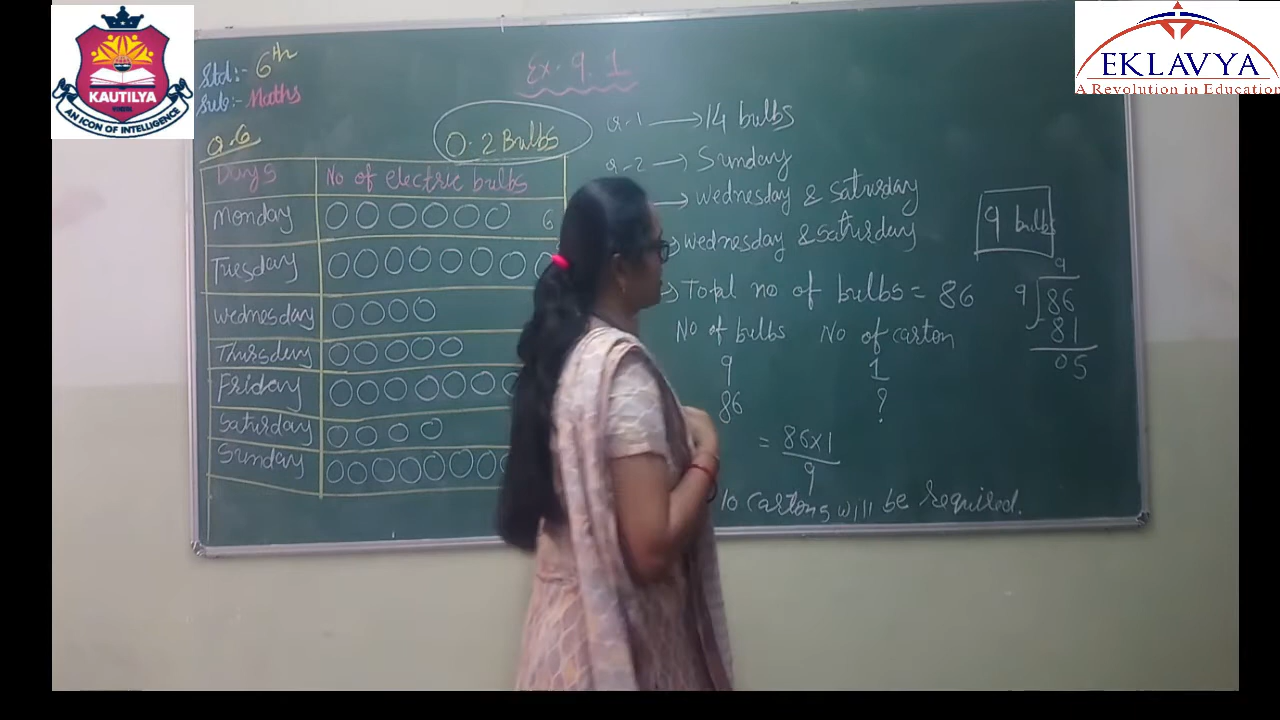 KAUTILYA
AN ICON OF INTELLIGENCE
EKLAVYA
A Revolution in Education
Std:- 6th
Sub:- Maths
Ex. 9.1
Q.6
O. 2 Bulbs
Days No of electric bulbs
Monday 6
Tuesday
Wednesday
Thursday
Friday
Saturday
Sunday
Q-1 → 14 bulbs
Q-2 → Sunday
→ Wednesday & Saturday
→ Wednesday & Saturday
→ Total no of bulbs = 86
No of bulbs No of carton
9 1
86 ?
= 86×1
9
10 cartons will be required.
9 bulbs
9
9 86
- 81
05